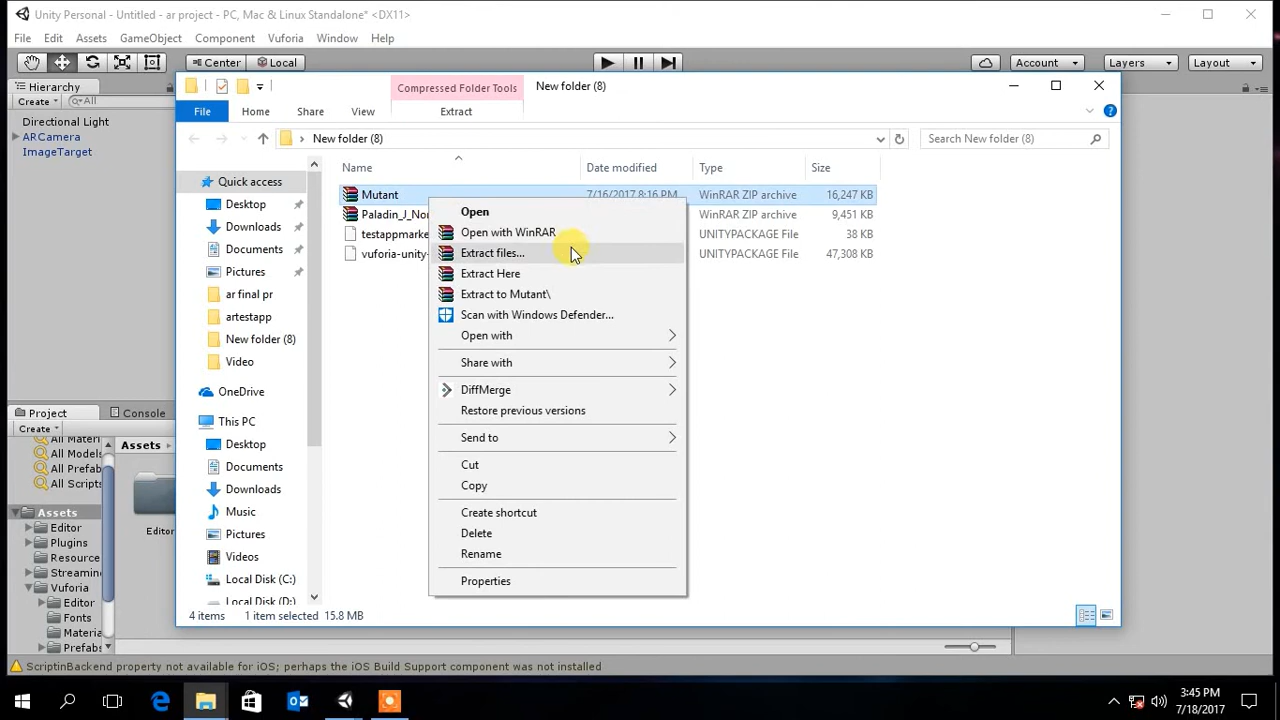 Unity Personal - Untitled - ar project - PC, Mac & Linux Standalone* <DX11>
File Edit Assets GameObject Component Vuforia Window Help
Center Local Account Layers Layout
Hierarchy
Create All
Directional Light
ARCamera
ImageTarget
Compressed Folder Tools New folder (8)
File Home Share View Extract
New folder (8) Search New folder (8)
Name Date modified Type Size
Mutant 7/16/2017 8:16 PM WinRAR ZIP archive 16,247 KB
Paladin_J_Nor WinRAR ZIP archive 9,451 KB
testappmarke UNITYPACKAGE File 38 KB
vuforia-unity- UNITYPACKAGE File 47,308 KB
Quick access
Desktop
Downloads
Documents
Pictures
ar final pr
artestapp
New folder (8)
Video
OneDrive
This PC
Desktop
Documents
Downloads
Music
Pictures
Videos
Local Disk (C:)
Local Disk (D:)
Open
Open with WinRAR
Extract files...
Extract Here
Extract to Mutant\
Scan with Windows Defender...
Open with
Share with
DiffMerge
Restore previous versions
Send to
Cut
Copy
Create shortcut
Delete
Rename
Properties
4 items 1 item selected 15.8 MB
Project Console
Create
All Materi
All Models
All Prefab
All Scripts
Assets
Editor
Plugins
Resource
Streamin
Vuforia
Editor
Fonts
Materia
Prefabs
Assets
Editor
ScriptinBackend property not available for iOS; perhaps the iOS Build Support component was not installed
3:45 PM
7/18/2017